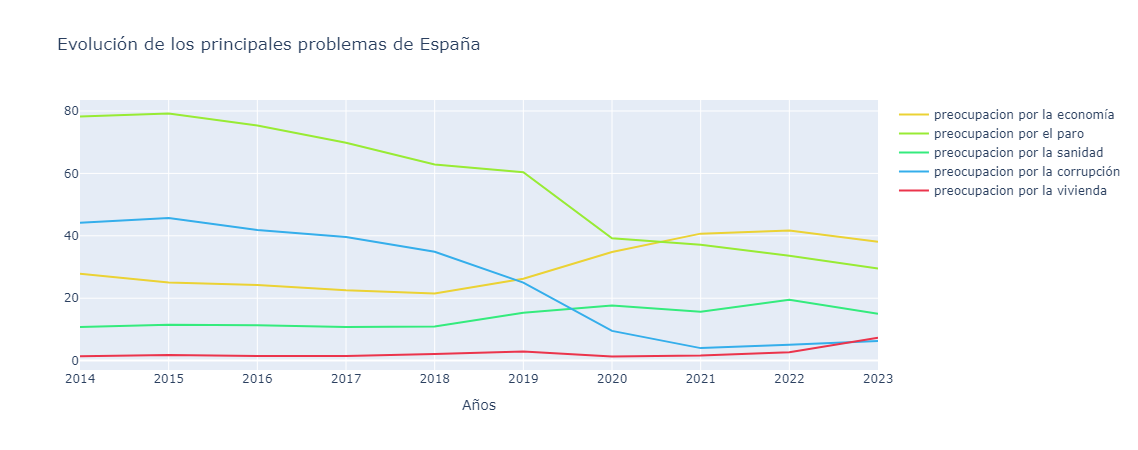 Evolución de los principales problemas de España
80
60
40
20
0
2014 2015 2016 2017 2018 2019 2020 2021 2022 2023
Años
preocupacion por la economía
preocupacion por el paro
preocupacion por la sanidad
preocupacion por la corrupción
preocupacion por la vivienda